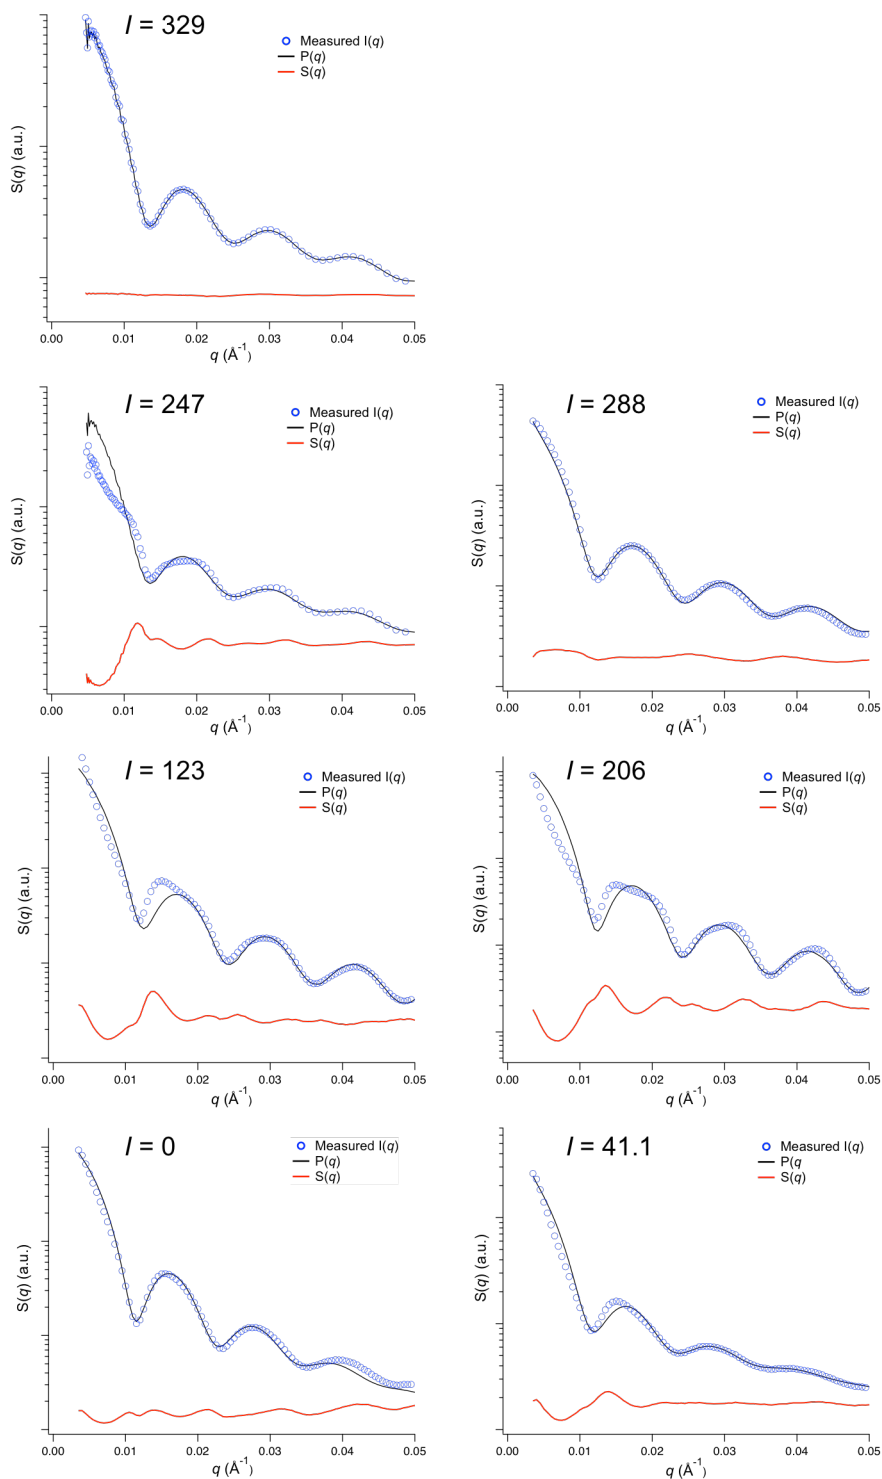 I = 329
Measured I(q)
P(q)
S(q)
S(q) (a.u.)
0.00 0.01 0.02 0.03 0.04 0.05
q (Å⁻¹)
I = 247
Measured I(q)
P(q)
S(q)
S(q) (a.u.)
0.00 0.01 0.02 0.03 0.04 0.05
q (Å⁻¹)
I = 288
Measured I(q)
P(q)
S(q)
S(q) (a.u.)
0.00 0.01 0.02 0.03 0.04 0.05
q (Å⁻¹)
I = 123
Measured I(q)
P(q)
S(q)
S(q) (a.u.)
0.00 0.01 0.02 0.03 0.04 0.05
q (Å⁻¹)
I = 206
Measured I(q)
P(q)
S(q)
S(q) (a.u.)
0.00 0.01 0.02 0.03 0.04 0.05
q (Å⁻¹)
I = 0
Measured I(q)
P(q)
S(q)
S(q) (a.u.)
0.00 0.01 0.02 0.03 0.04 0.05
q (Å⁻¹)
I = 41.1
Measured I(q)
P(q
S(q)
S(q) (a.u.)
0.00 0.01 0.02 0.03 0.04 0.05
q (Å⁻¹)